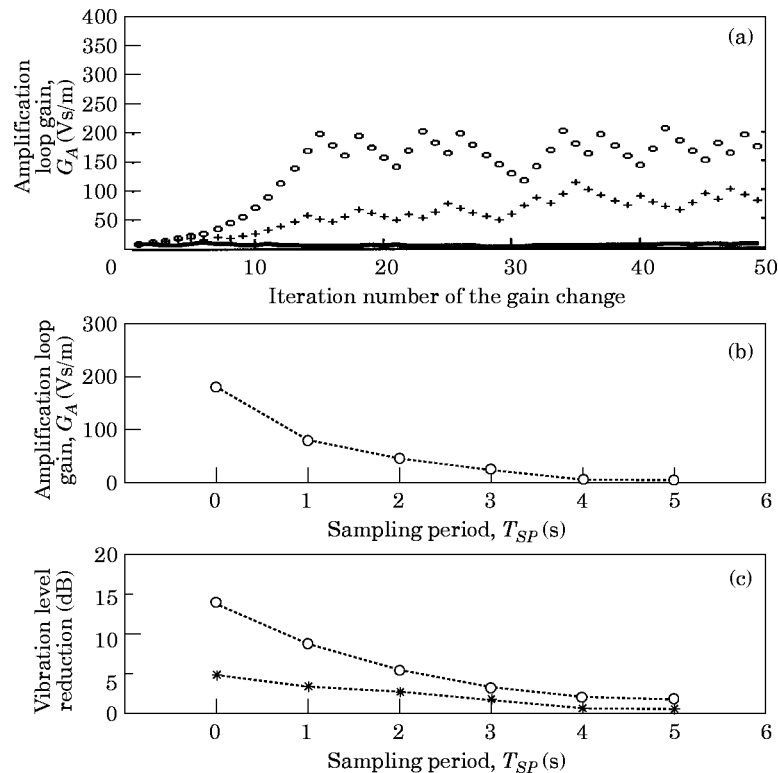 (a)
Amplification
loop gain,
G_A (Vs/m)
400
350
300
250
200
150
100
50
0
10
20
30
40
50
Iteration number of the gain change
(b)
Amplification loop
gain, G_A (Vs/m)
300
200
100
0
0
1
2
3
4
5
6
Sampling period, T_SP (s)
(c)
Vibration level
reduction (dB)
20
15
10
5
0
0
1
2
3
4
5
6
Sampling period, T_SP (s)